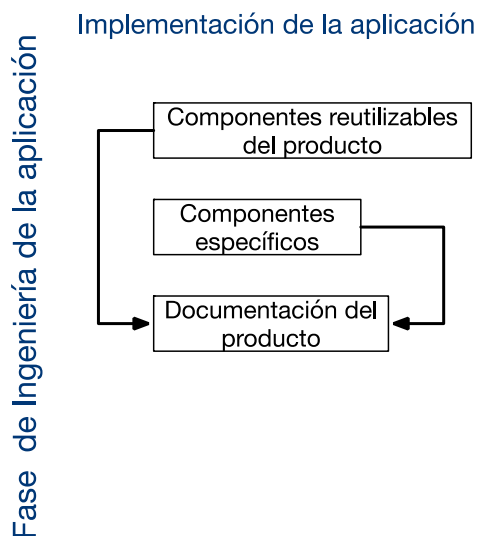 Implementación de la aplicación
Fase de Ingeniería de la aplicación
Componentes reutilizables
del producto
Componentes
específicos
Documentación del
producto